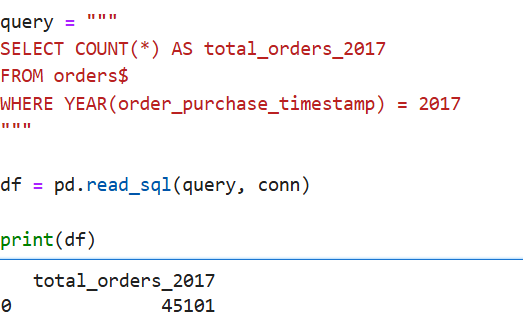 query = """
SELECT COUNT(*) AS total_orders_2017
FROM orders$
WHERE YEAR(order_purchase_timestamp) = 2017
"""
df = pd.read_sql(query, conn)
print(df)
total_orders_2017
0 45101